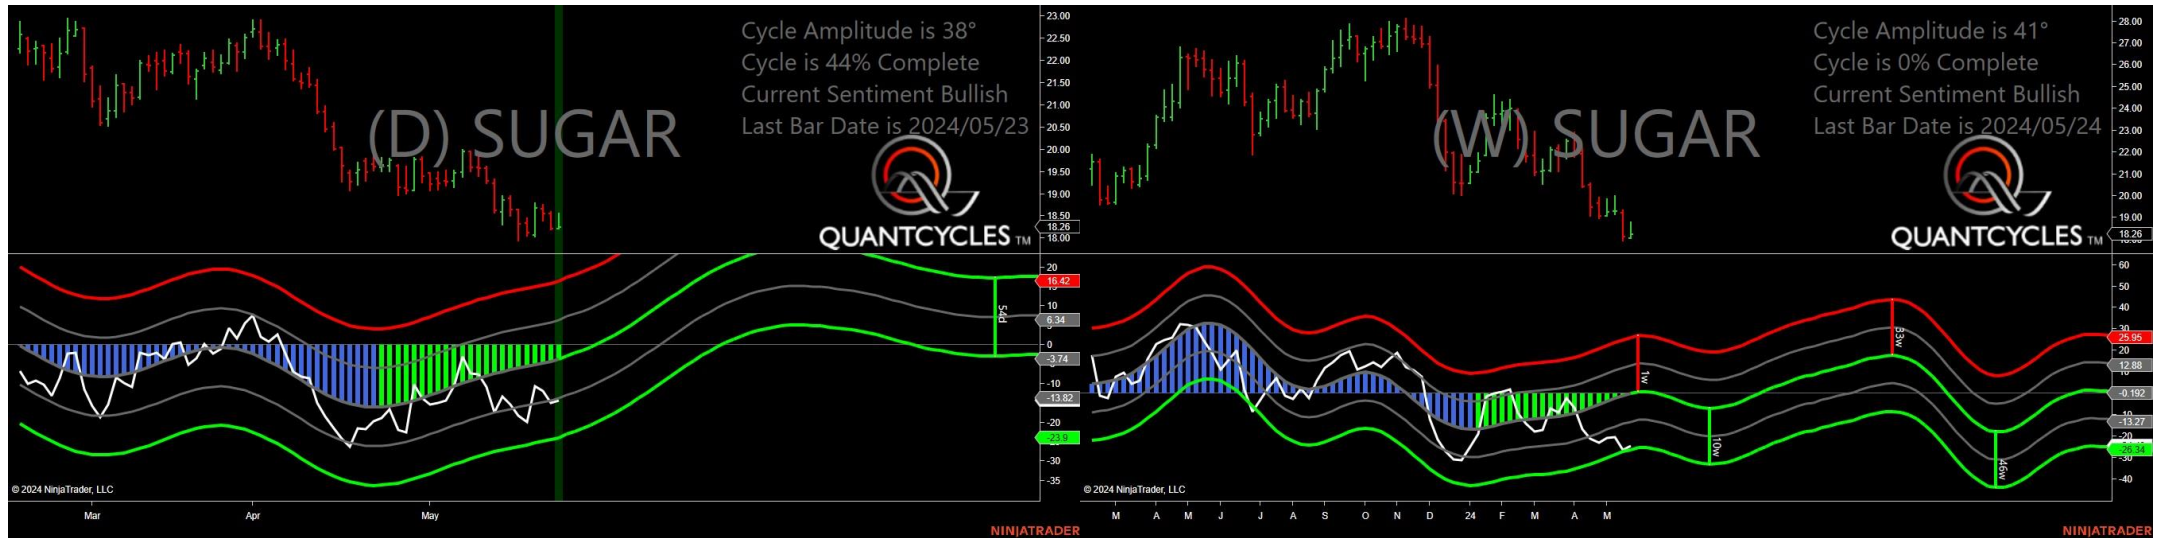 Cycle Amplitude is 38°
Cycle is 44% Complete
Current Sentiment Bullish
Last Bar Date is 2024/05/23
(D) SUGAR
QUANTCYCLES TM
23.00
22.50
22.00
21.50
21.00
20.50
20.00
19.50
19.00
18.50
18.26
18.00
20
16.42
10
6.34
0
-3.74
-10
-13.82
-20
-23.9
-30
-35
54d
© 2024 NinjaTrader, LLC
Mar Apr May
NINJATRADER
Cycle Amplitude is 41°
Cycle is 0% Complete
Current Sentiment Bullish
Last Bar Date is 2024/05/24
(W) SUGAR
QUANTCYCLES TM
28.00
27.00
26.00
25.00
24.00
23.00
22.00
21.00
20.00
19.00
18.26
60
50
40
30
25.95
20
12.88
-0.192
-10
-13.27
-20
-26.34
-30
-40
1w
10w
33w
46w
© 2024 NinjaTrader, LLC
M A M J J A S O N D 24 F M A M
NINJATRADER